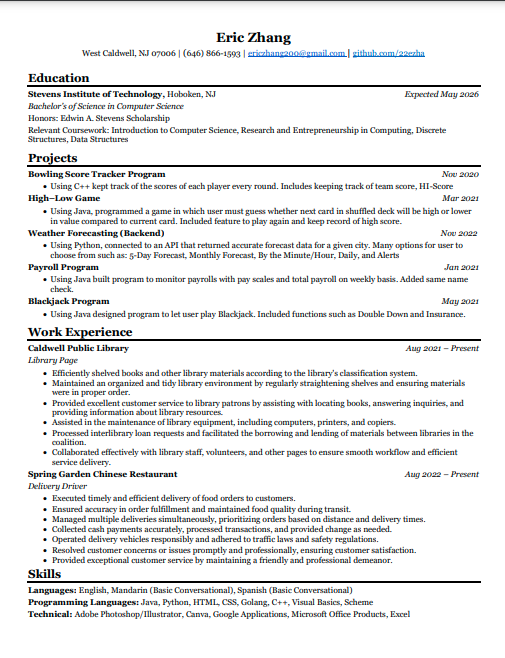 Eric Zhang
West Caldwell, NJ 07006 | (646) 866-1593 | ericzhang200@gmail.com | github.com/22ezha
Education
Stevens Institute of Technology, Hoboken, NJ Expected May 2026
Bachelor's of Science in Computer Science
Honors: Edwin A. Stevens Scholarship
Relevant Coursework: Introduction to Computer Science, Research and Entrepreneurship in Computing, Discrete
Structures, Data Structures
Projects
Bowling Score Tracker Program Nov 2020
• Using C++ kept track of the scores of each player every round. Includes keeping track of team score, HI-Score
High–Low Game Mar 2021
• Using Java, programmed a game in which user must guess whether next card in shuffled deck will be high or lower
in value compared to current card. Included feature to play again and keep record of high score.
Weather Forecasting (Backend) Nov 2022
• Using Python, connected to an API that returned accurate forecast data for a given city. Many options for user to
choose from such as: 5-Day Forecast, Monthly Forecast, By the Minute/Hour, Daily, and Alerts
Payroll Program Jan 2021
• Using Java built program to monitor payrolls with pay scales and total payroll on weekly basis. Added same name
check.
Blackjack Program May 2021
• Using Java designed program to let user play Blackjack. Included functions such as Double Down and Insurance.
Work Experience
Caldwell Public Library Aug 2021 – Present
Library Page
• Efficiently shelved books and other library materials according to the library's classification system.
• Maintained an organized and tidy library environment by regularly straightening shelves and ensuring materials
were in proper order.
• Provided excellent customer service to library patrons by assisting with locating books, answering inquiries, and
providing information about library resources.
• Assisted in the maintenance of library equipment, including computers, printers, and copiers.
• Processed interlibrary loan requests and facilitated the borrowing and lending of materials between libraries in the
coalition.
• Collaborated effectively with library staff, volunteers, and other pages to ensure smooth workflow and efficient
service delivery.
Spring Garden Chinese Restaurant Aug 2022 – Present
Delivery Driver
• Executed timely and efficient delivery of food orders to customers.
• Ensured accuracy in order fulfillment and maintained food quality during transit.
• Managed multiple deliveries simultaneously, prioritizing orders based on distance and delivery times.
• Collected cash payments accurately, processed transactions, and provided change as needed.
• Operated delivery vehicles responsibly and adhered to traffic laws and safety regulations.
• Resolved customer concerns or issues promptly and professionally, ensuring customer satisfaction.
• Provided exceptional customer service by maintaining a friendly and professional demeanor.
Skills
Languages: English, Mandarin (Basic Conversational), Spanish (Basic Conversational)
Programming Languages: Java, Python, HTML, CSS, Golang, C++, Visual Basics, Scheme
Technical: Adobe Photoshop/Illustrator, Canva, Google Applications, Microsoft Office Products, Excel